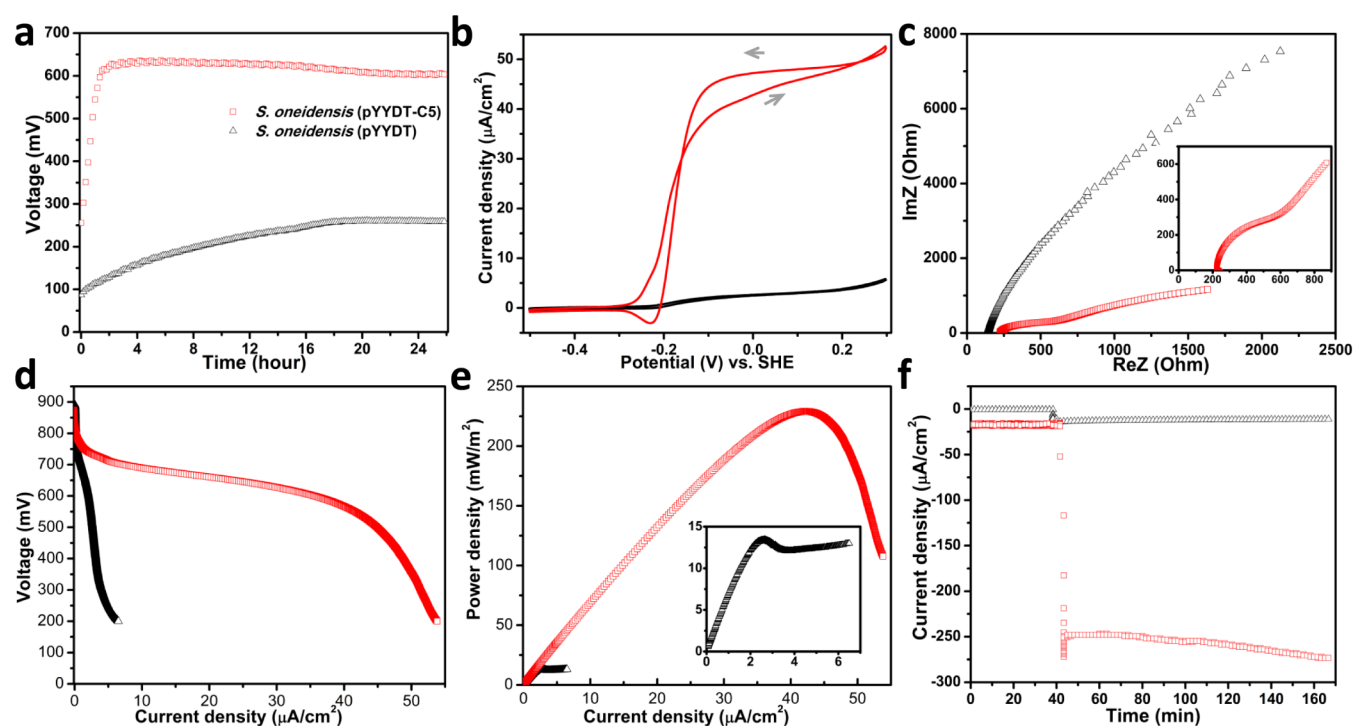 a
700
600
500
400
300
200
100
0
Voltage (mV)
0 4 8 12 16 20 24
Time (hour)
S. oneidensis (pYYDT-C5)
S. oneidensis (pYYDT)
b
50
40
30
20
10
0
Current density (μA/cm²)
-0.4 -0.2 0.0 0.2
Potential (V) vs. SHE
c
8000
6000
4000
2000
0
ImZ (Ohm)
0 500 1000 1500 2000 2500
ReZ (Ohm)
600
400
200
0
0 200 400 600 800
d
900
800
700
600
500
400
300
200
100
0
Voltage (mV)
0 10 20 30 40 50
Current density (μA/cm²)
e
250
200
150
100
50
0
Power density (mW/m²)
0 10 20 30 40 50
Current density (μA/cm²)
15
10
5
0
0 2 4 6
f
0
-50
-100
-150
-200
-250
-300
Current density (μA/cm²)
0 20 40 60 80 100 120 140 160
Time (min)